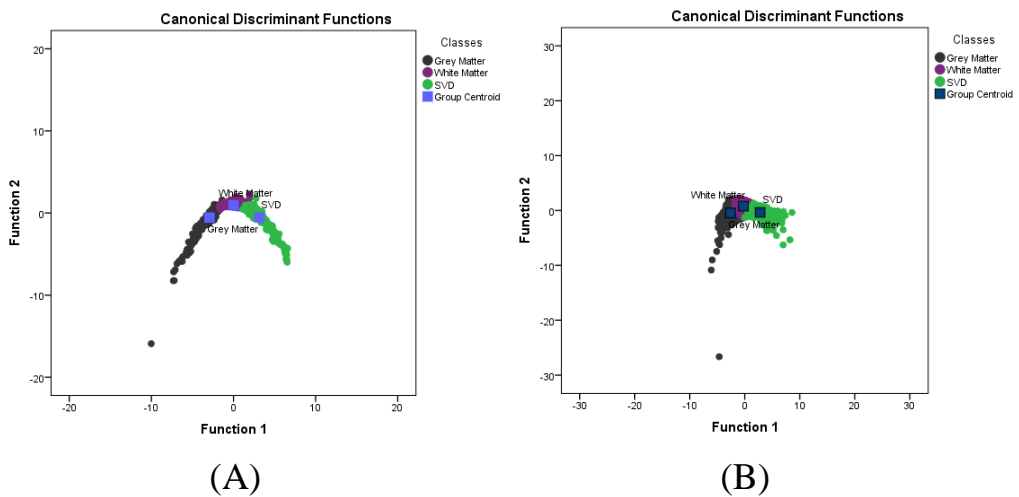 Canonical Discriminant Functions
Classes
Grey Matter
White Matter
SVD
Group Centroid
Function 2
20
10
0
-10
-20
White Matter
SVD
Grey Matter
-20
-10
0
10
20
Function 1
(A)
Canonical Discriminant Functions
Classes
Grey Matter
White Matter
SVD
Group Centroid
Function 2
30
20
10
0
-10
-20
-30
White Matter
SVD
Grey Matter
-30
-20
-10
0
10
20
30
Function 1
(B)